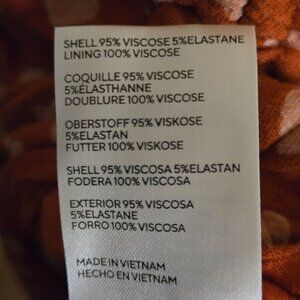 SHELL 95% VISCOSE 5%ELASTANE
LINING 100% VISCOSE
COQUILLE 95% VISCOSE
5%ÉLASTHANNE
DOUBLURE 100% VISCOSE
OBERSTOFF 95% VISKOSE
5%ELASTAN
FUTTER 100% VISKOSE
SHELL 95% VISCOSA 5%ELASTAN
FODERA 100% VISCOSA
EXTERIOR 95% VISCOSA
5%ELASTANE
FORRO 100% VISCOSA
MADE IN VIETNAM
HECHO EN VIETNAM